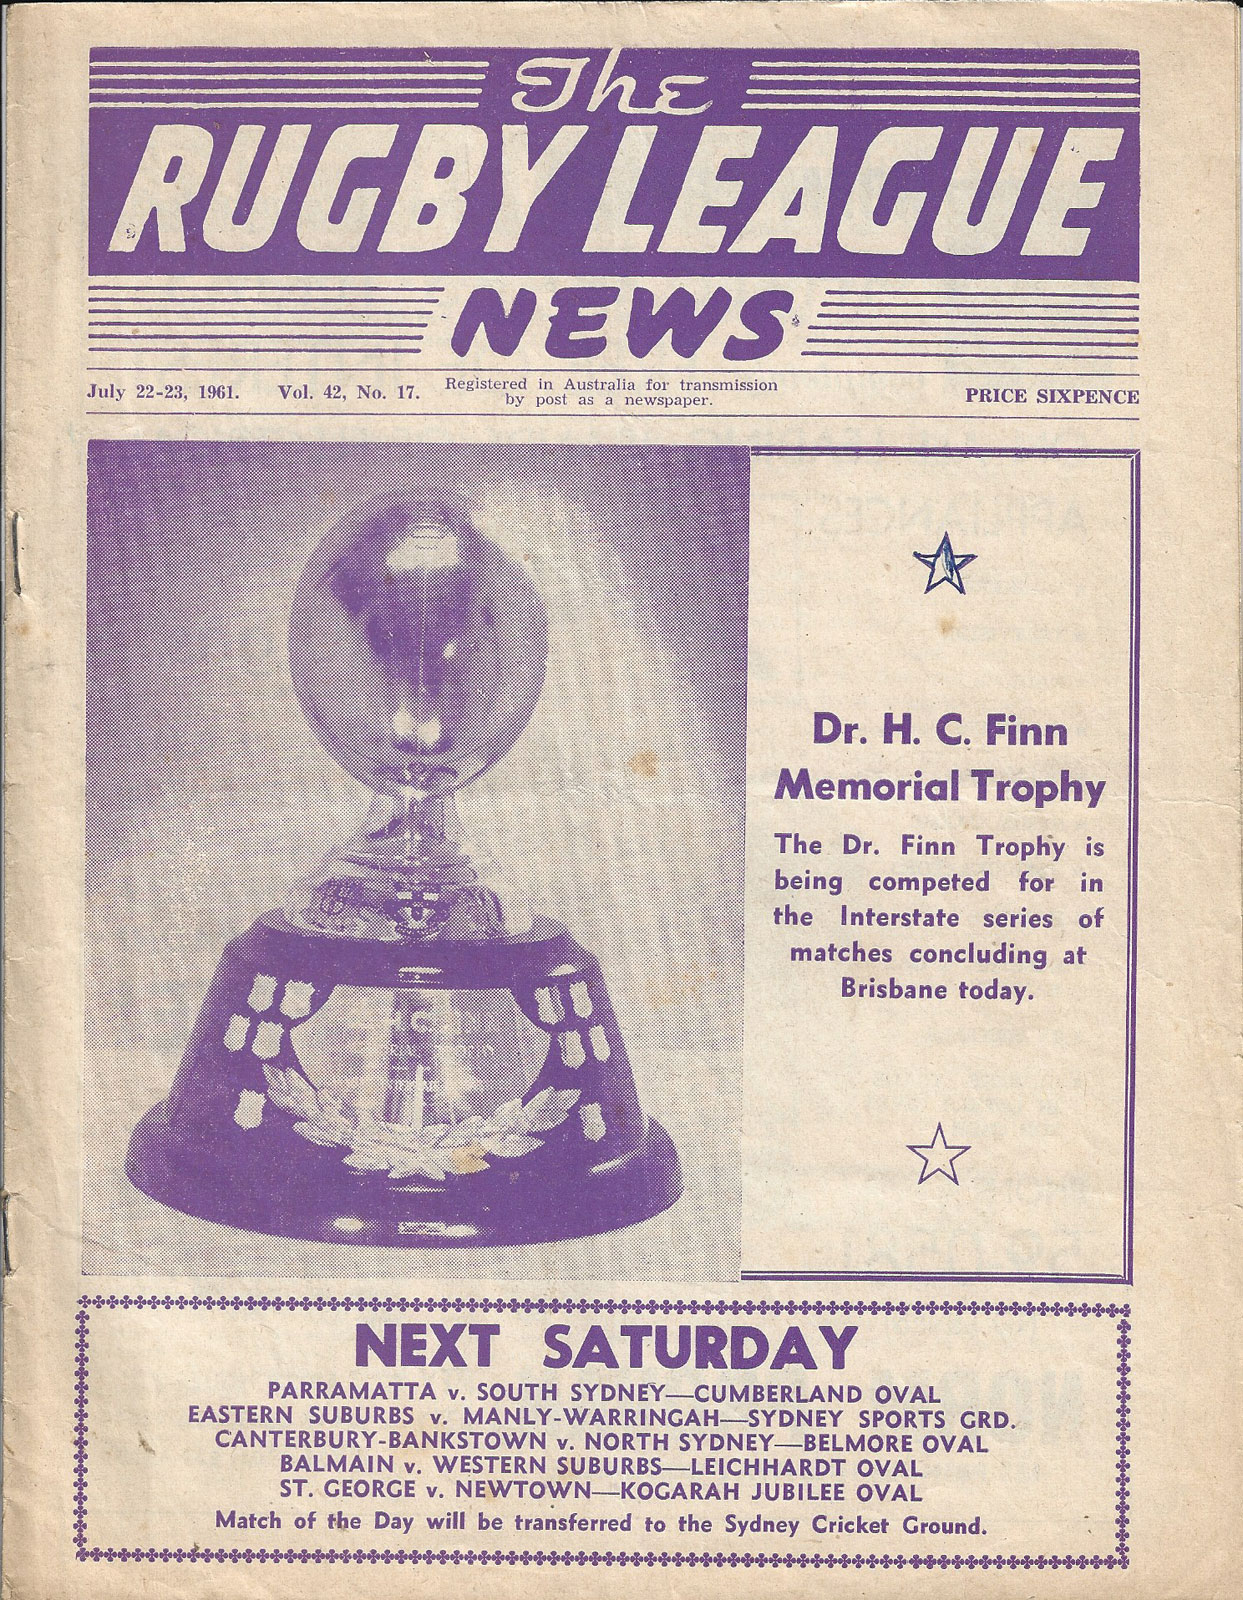 The
RUGBY LEAGUE
NEWS
July 22-23, 1961. Vol. 42, No. 17. Registered in Australia for transmission
by post as a newspaper. PRICE SIXPENCE
Dr. H. C. Finn
Memorial Trophy
The Dr. Finn Trophy is
being competed for in
the Interstate series of
matches concluding at
Brisbane today.
NEXT SATURDAY
PARRAMATTA v. SOUTH SYDNEY—CUMBERLAND OVAL
EASTERN SUBURBS v. MANLY-WARRINGAH—SYDNEY SPORTS GRD.
CANTERBURY-BANKSTOWN v. NORTH SYDNEY—BELMORE OVAL
BALMAIN v. WESTERN SUBURBS—LEICHHARDT OVAL
ST. GEORGE v. NEWTOWN—KOGARAH JUBILEE OVAL
Match of the Day will be transferred to the Sydney Cricket Ground.